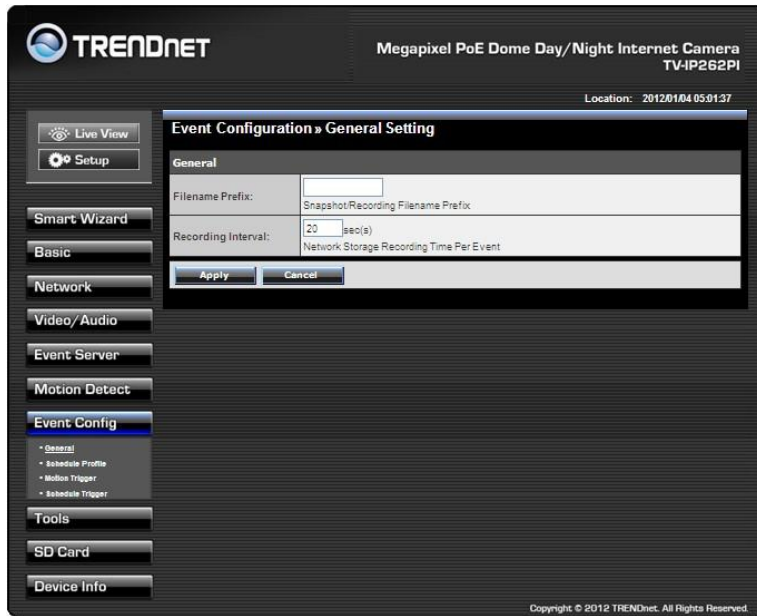 TRENDnet
Megapixel PoE Dome Day/Night Internet Camera
TV-IP262PI
Location: 2012/01/04 05:01:37
Live View
Setup
Smart Wizard
Basic
Network
Video/Audio
Event Server
Motion Detect
Event Config
• General
• Schedule Profile
• Motion Trigger
• Schedule Trigger
Tools
SD Card
Device Info
Event Configuration » General Setting
General
Filename Prefix:
Snapshot/Recording Filename Prefix
Recording Interval:
20 sec(s)
Network Storage Recording Time Per Event
Apply
Cancel
Copyright © 2012 TRENDnet. All Rights Reserved.